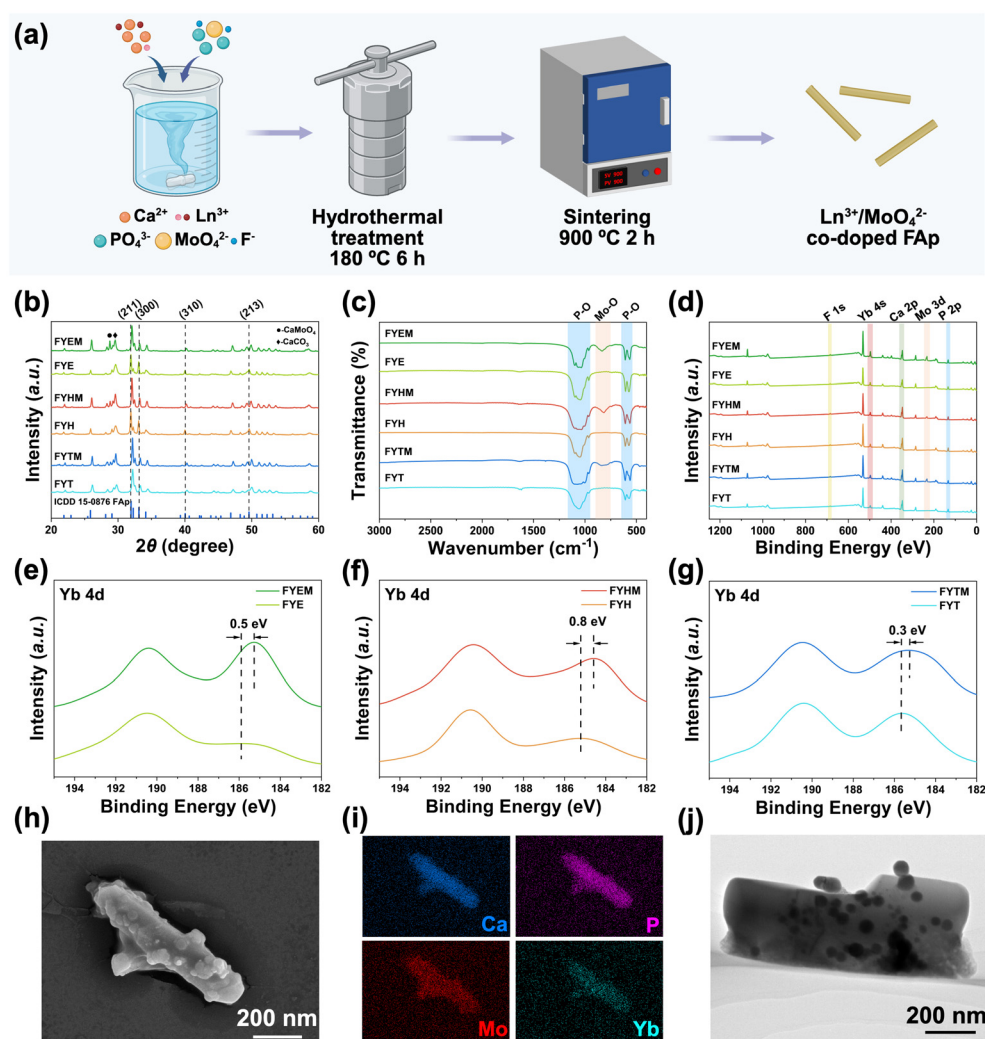 (a)
SV 900
PV 900
Ca²⁺ Ln³⁺
PO₄³⁻ MoO₄²⁻ F⁻
Hydrothermal
treatment
180 ºC 6 h
Sintering
900 ºC 2 h
Ln³⁺/MoO₄²⁻
co-doped FAp
(b)
(211)
(300)
(310)
(213)
●-CaMoO₄
♦-CaCO₃
FYEM
FYE
FYHM
FYH
FYTM
FYT
ICDD 15-0876 FAp
Intensity (a.u.)
20 30 40 50 60
2θ (degree)
(c)
P-O
Mo-O
P-O
FYEM
FYE
FYHM
FYH
FYTM
FYT
Transmittance (%)
3000 2500 2000 1500 1000 500
Wavenumber (cm⁻¹)
(d)
F 1s
Yb 4s
Ca 2p
Mo 3d
P 2p
FYEM
FYE
FYHM
FYH
FYTM
FYT
Intensity (a.u.)
1200 1000 800 600 400 200 0
Binding Energy (eV)
(e)
Yb 4d
FYEM
FYE
0.5 eV
Intensity (a.u.)
194 192 190 188 186 184 182
Binding Energy (eV)
(f)
Yb 4d
FYHM
FYH
0.8 eV
Intensity (a.u.)
194 192 190 188 186 184 182
Binding Energy (eV)
(g)
Yb 4d
FYTM
FYT
0.3 eV
Intensity (a.u.)
194 192 190 188 186 184 182
Binding Energy (eV)
(h)
200 nm
(i)
Ca
P
Mo
Yb
(j)
200 nm